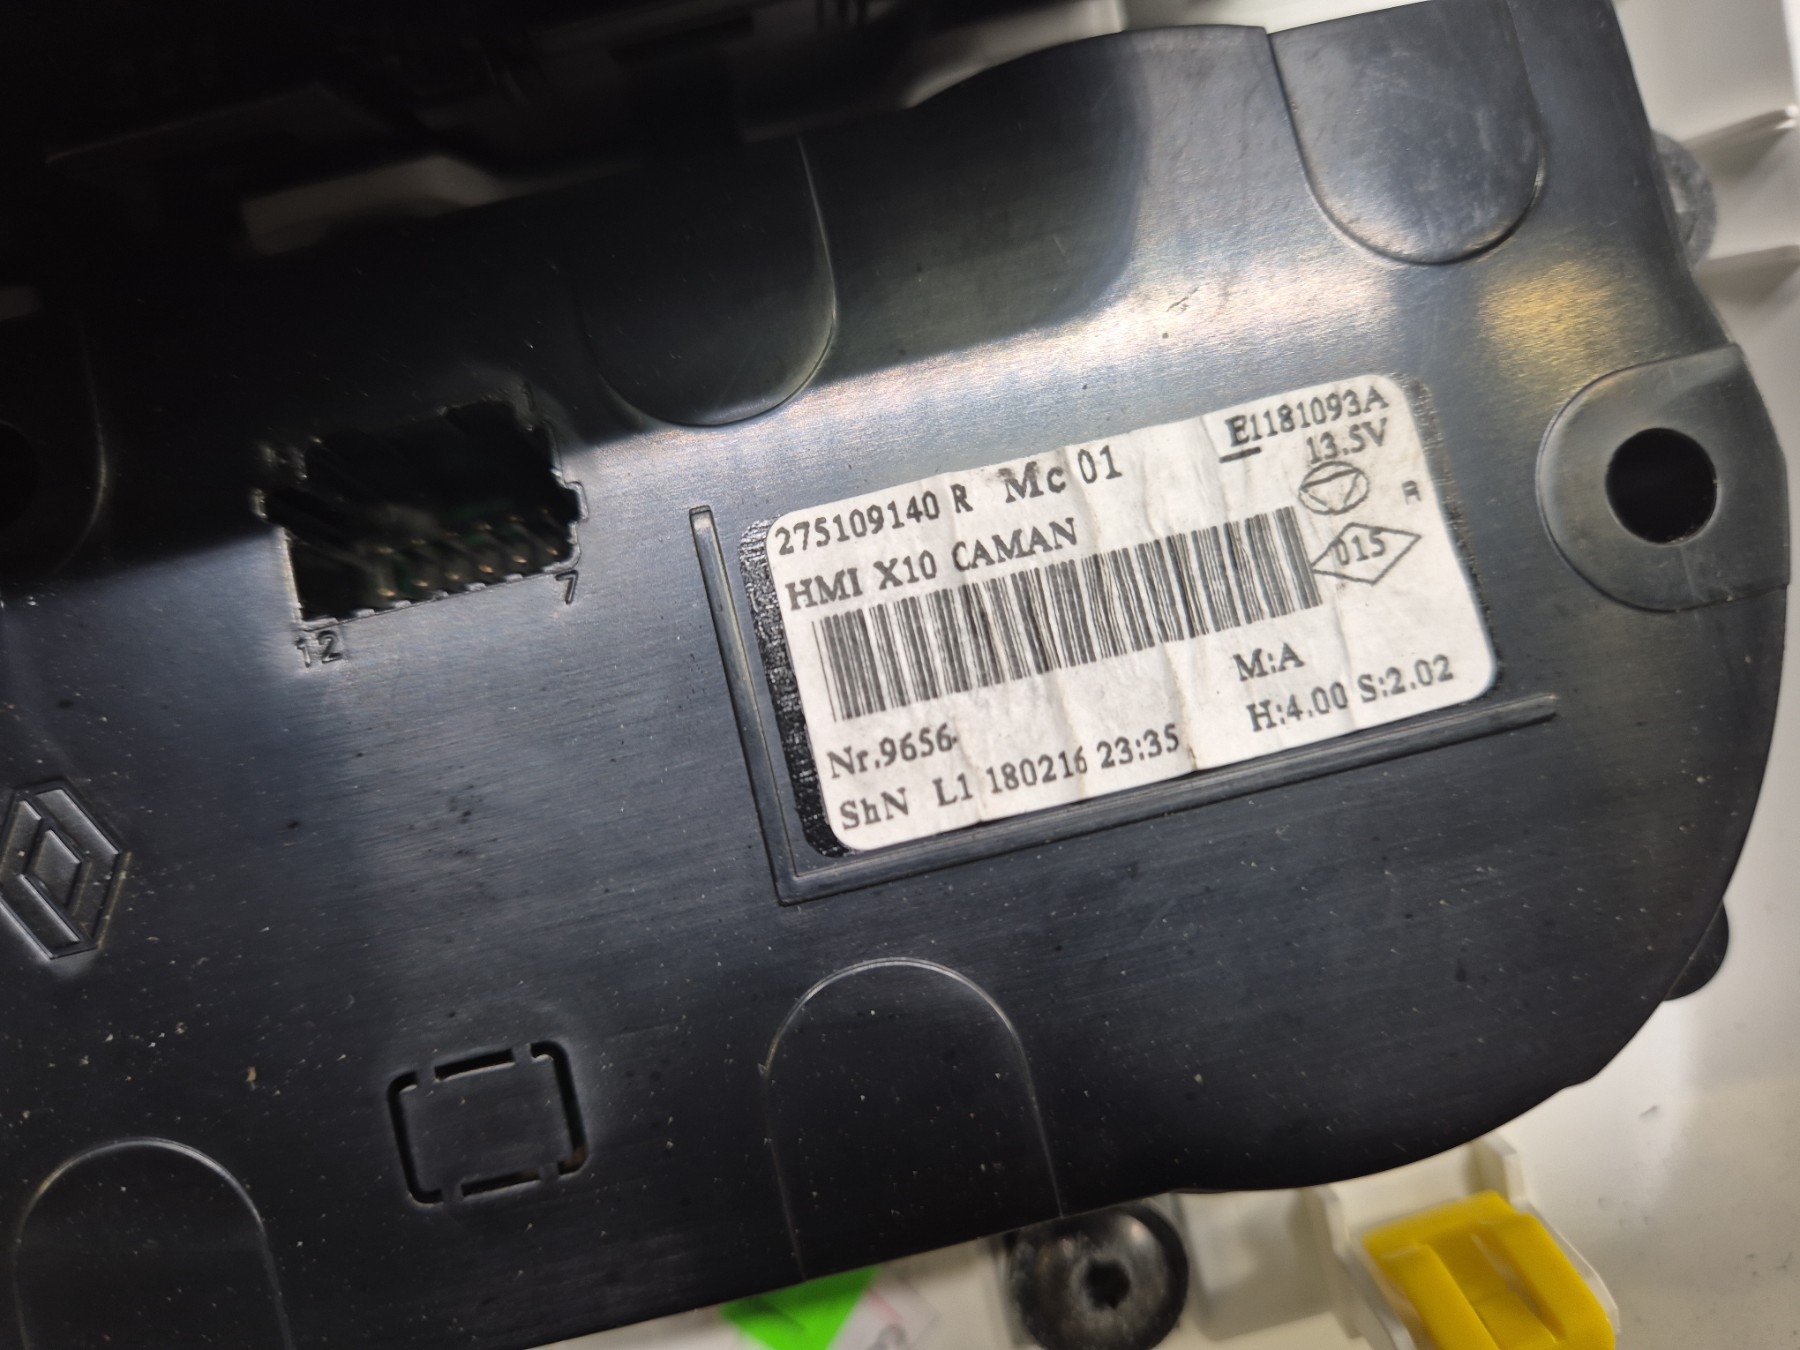 275109140 R Mc 01
E1181093A
13.5V
HMI X10 CAMAN
R
015
M:A
Nr.9656
H:4.00 S:2.02
ShN L1 180216 23:35
7
12